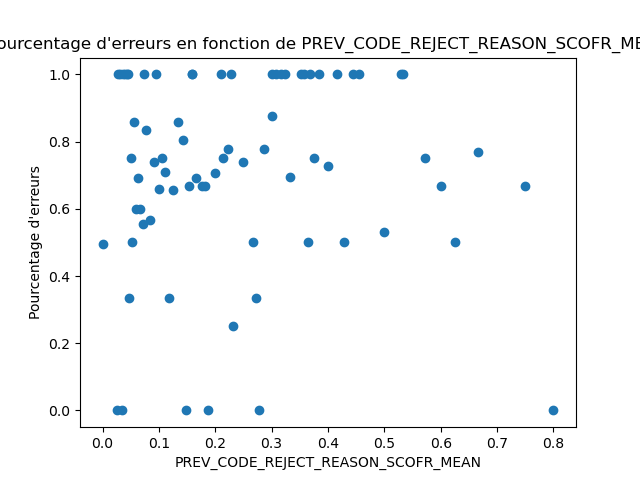 ourcentage d'erreurs en fonction de PREV_CODE_REJECT_REASON_SCOFR_ME
1.0
0.8
0.6
0.4
0.2
0.0
Pourcentage d'erreurs
0.0 0.1 0.2 0.3 0.4 0.5 0.6 0.7 0.8
PREV_CODE_REJECT_REASON_SCOFR_MEAN